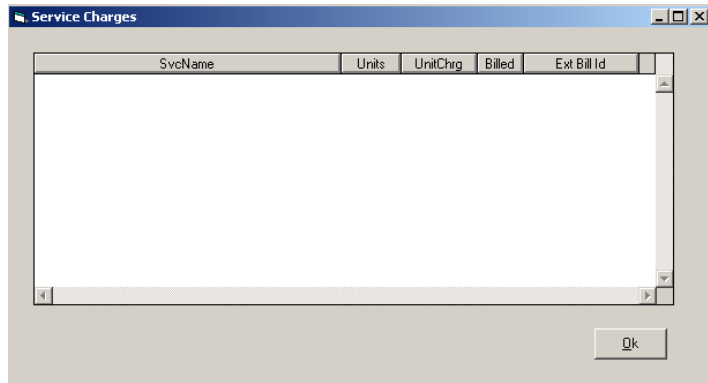 Service Charges
SvcName Units UnitChrg Billed Ext Bill Id
Ok